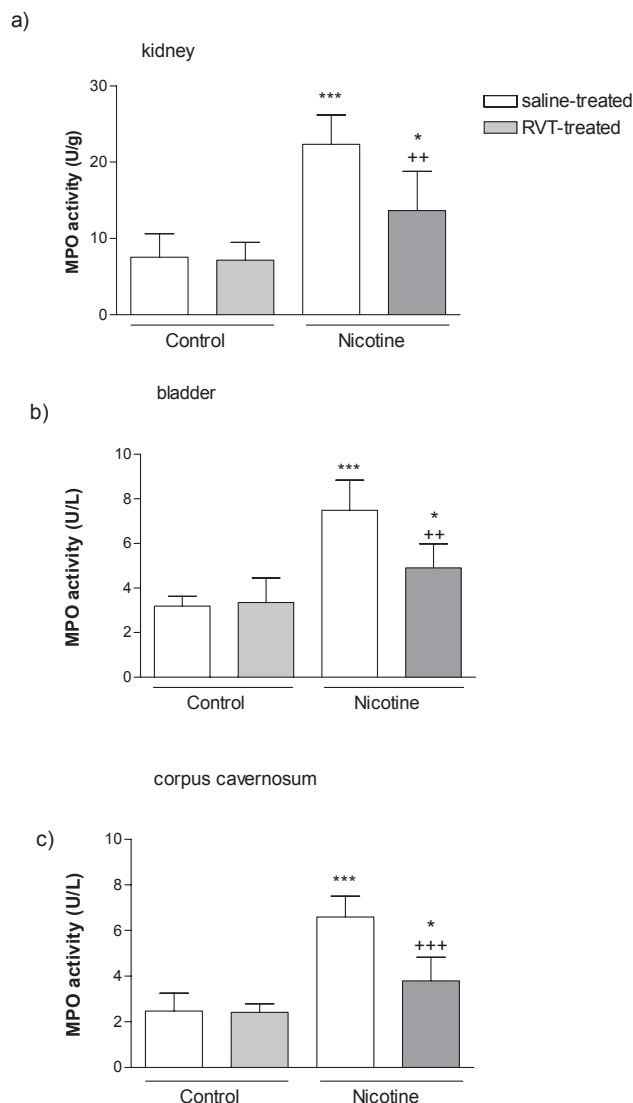 a)
kidney
30
20
10
0
MPO activity (U/g)
***
*
++
saline-treated
RVT-treated
Control
Nicotine
bladder
b)
10
8
6
4
2
0
MPO activity (U/L)
***
*
++
Control
Nicotine
corpus cavernosum
c)
10
8
6
4
2
0
MPO activity (U/L)
***
*
+++
Control
Nicotine